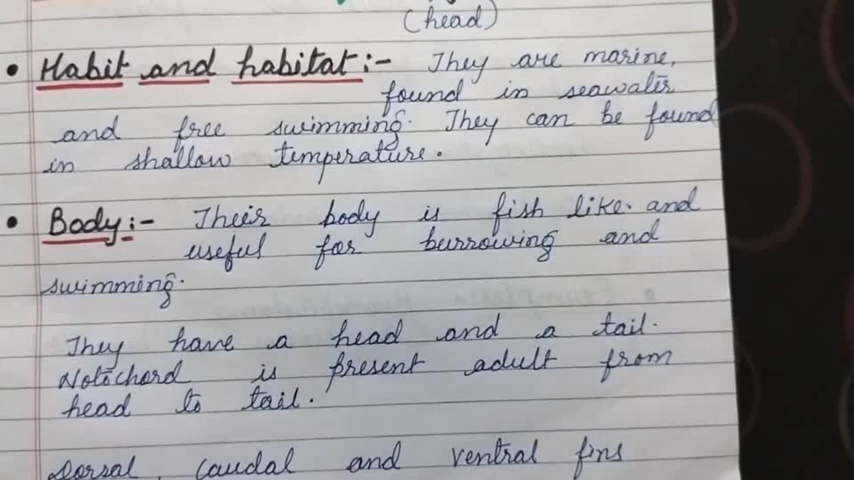 (head)
• Habit and habitat :- They are marine,
found in seawater
and free swimming. They can be found
in shallow temperature.
• Body :- Their body is fish like. and
useful for burrowing and
swimming.
They have a head and a tail.
Notochord is present adult from
head to tail.
Dorsal, caudal and ventral fins